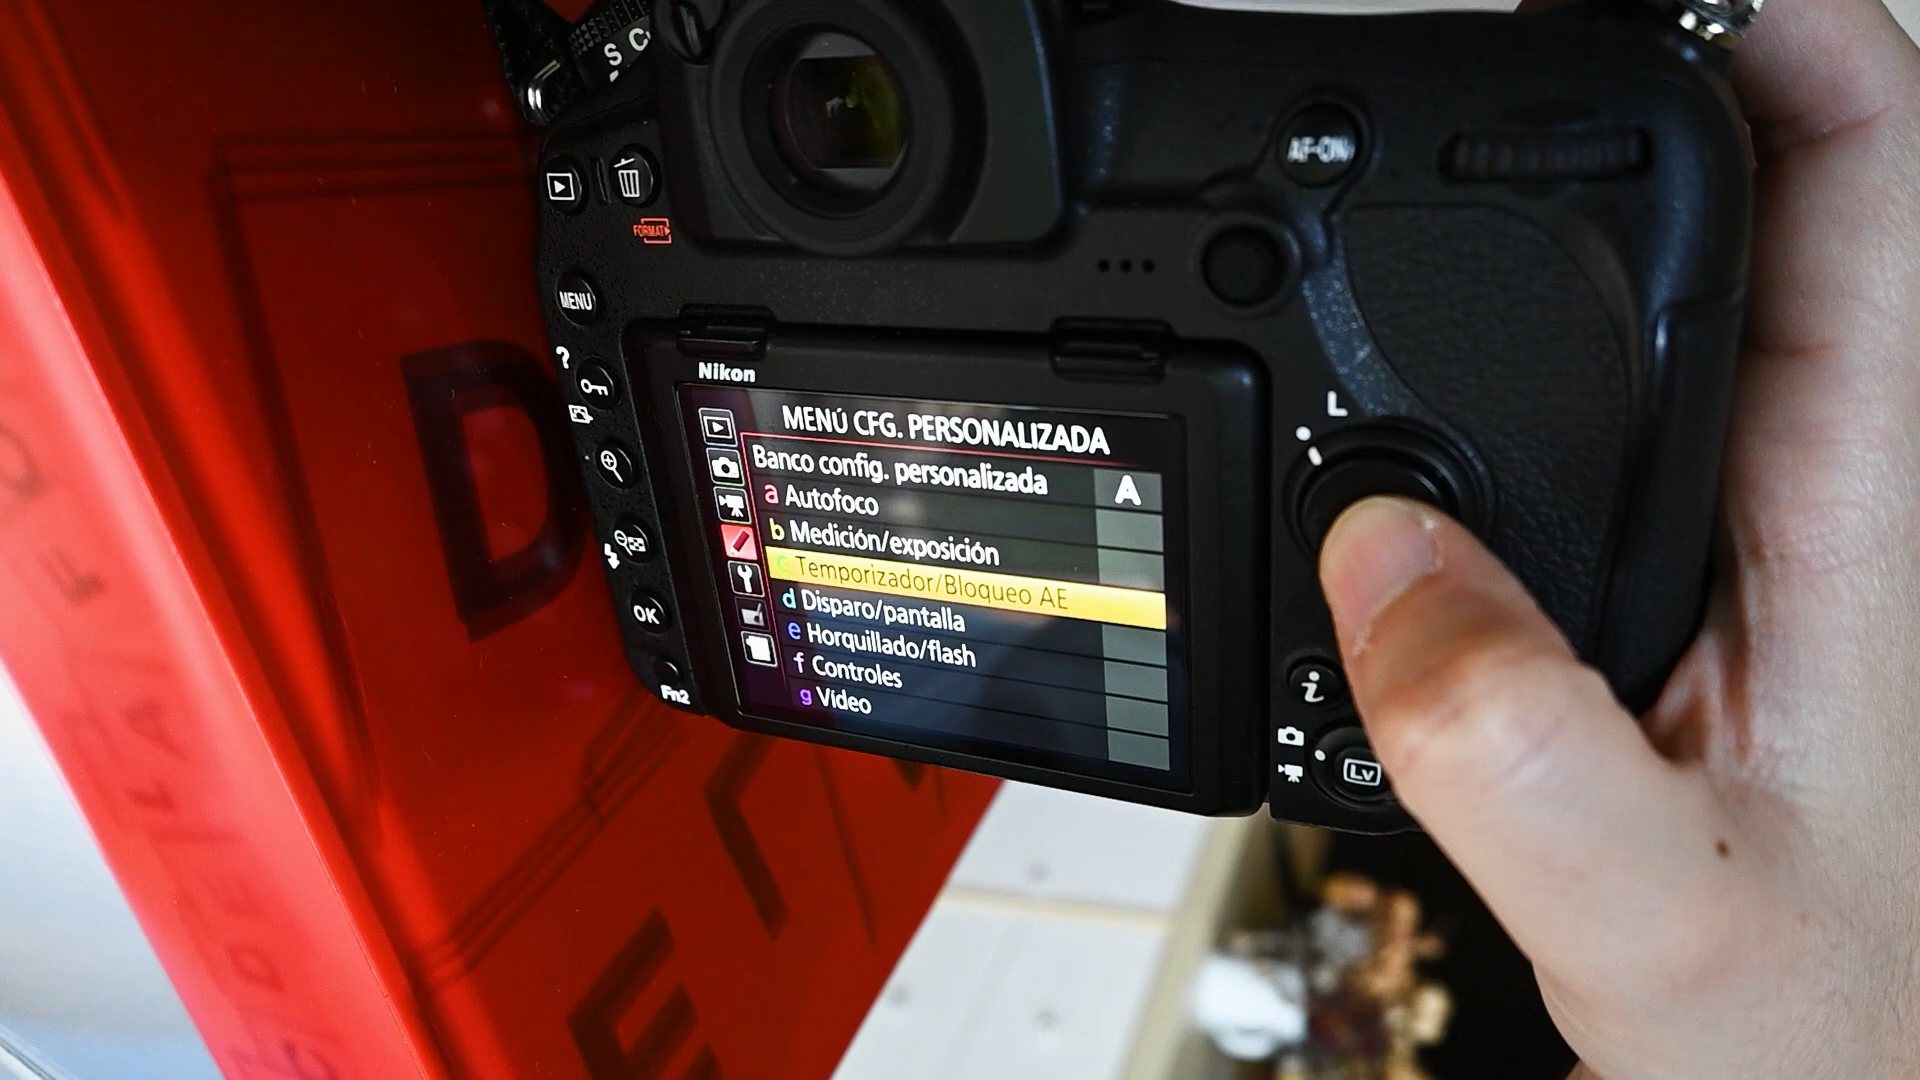 S
AF-ON
FORMAT
MENU
?
L
Nikon
MENÚ CFG. PERSONALIZADA
Banco config. personalizada A
a Autofoco
b Medición/exposición
c Temporizador/Bloqueo AE
d Disparo/pantalla
e Horquillado/flash
f Controles
g Vídeo
OK
Fn2
i
Lv
D
E